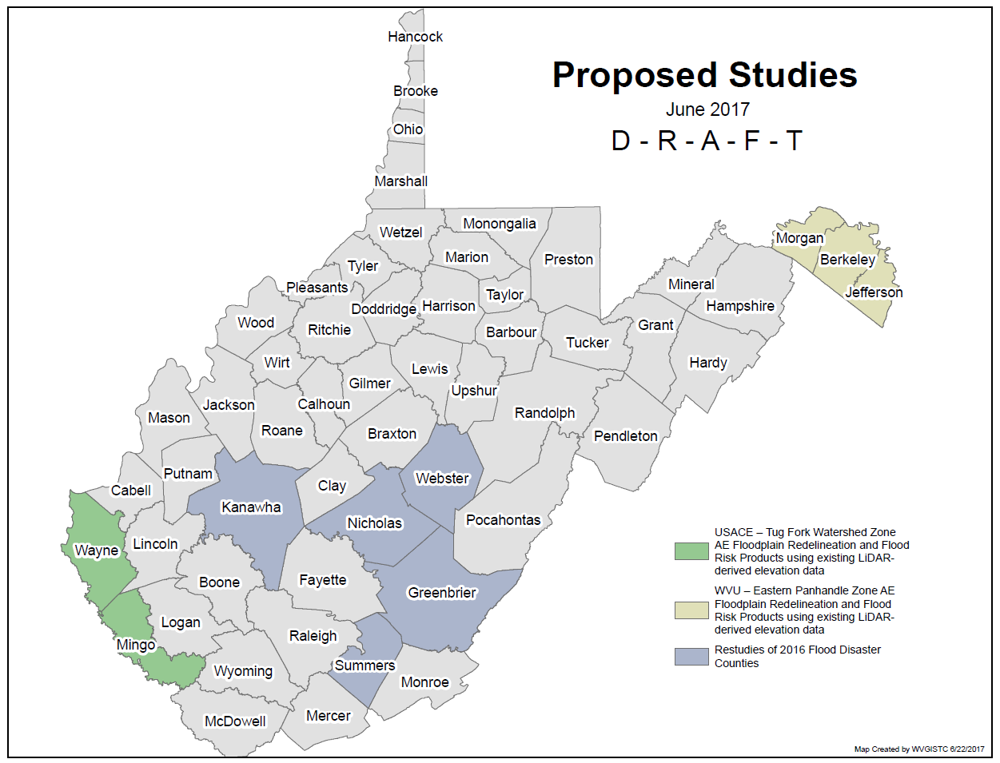 Proposed Studies
June 2017
D - R - A - F - T
Hancock
Brooke
Ohio
Marshall
Wetzel
Monongalia
Morgan
Marion
Preston
Berkeley
Tyler
Pleasants
Mineral
Jefferson
Doddridge
Harrison
Taylor
Hampshire
Wood
Ritchie
Barbour
Grant
Tucker
Wirt
Lewis
Hardy
Gilmer
Upshur
Jackson
Calhoun
Mason
Randolph
Roane
Braxton
Pendleton
Putnam
Webster
Cabell
Clay
Kanawha
Nicholas
Pocahontas
Wayne
Lincoln
Boone
Fayette
Greenbrier
Logan
Mingo
Raleigh
Summers
Wyoming
Monroe
McDowell
Mercer
USACE – Tug Fork Watershed Zone
AE Floodplain Redelineation and Flood
Risk Products using existing LiDAR-
derived elevation data
WVU – Eastern Panhandle Zone AE
Floodplain Redelineation and Flood
Risk Products using existing LiDAR-
derived elevation data
Restudies of 2016 Flood Disaster
Counties
Map Created by WVGISTC 6/22/2017